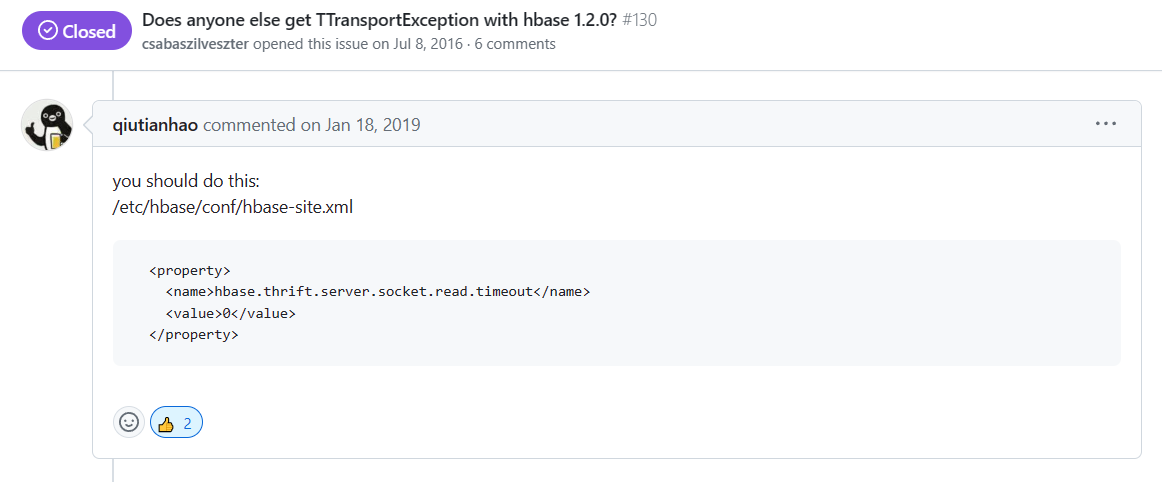 Closed
Does anyone else get TTransportException with hbase 1.2.0? #130
csabaszilveszter opened this issue on Jul 8, 2016 · 6 comments
qiutianhao commented on Jan 18, 2019
you should do this:
/etc/hbase/conf/hbase-site.xml
<property>
  <name>hbase.thrift.server.socket.read.timeout</name>
  <value>0</value>
</property>
2